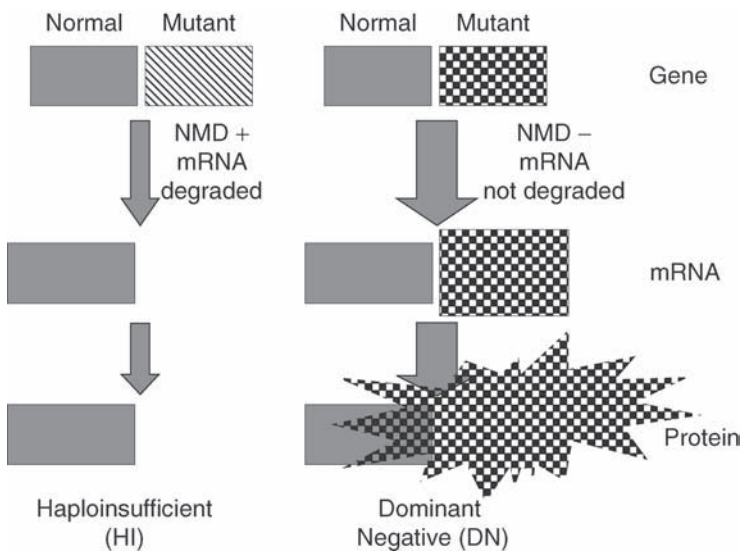 Normal Mutant Normal Mutant
Gene
NMD +
mRNA
degraded
NMD –
mRNA
not degraded
mRNA
Protein
Haploinsufficient
(HI)
Dominant
Negative (DN)